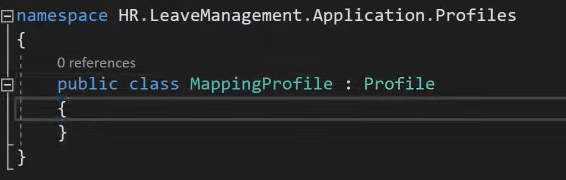 namespace HR.LeaveManagement.Application.Profiles
{
0 references
public class MappingProfile : Profile
{
}
}